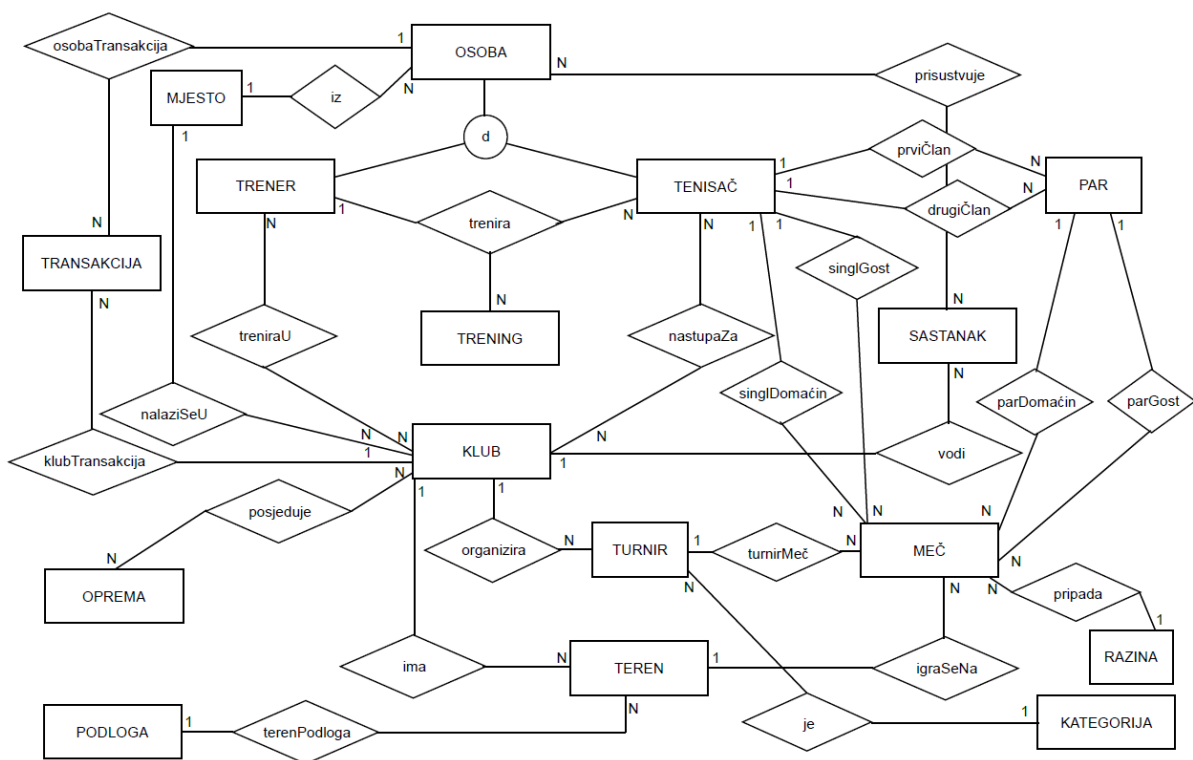 osobaTransakcija
1
OSOBA
N
prisustvuje
MJESTO
1
iz
N
1
d
prviČlan
1
N
TRENER
TENISAČ
PAR
1
N
drugiČlan
N
1
trenira
N
N
N
1
1
1
1
N
TRANSAKCIJA
N
singlGost
N
N
SASTANAK
treniraU
TRENING
nastupaZa
N
singlDomaćin
parDomaćin
parGost
nalaziSeU
N
N
N
klubTransakcija
1
KLUB
1
vodi
N
1
1
posjeduje
N
N
N
organizira
N
TURNIR
1
turnirMeč
N
MEČ
N
N
OPREMA
N
N
N
pripada
1
ima
N
TEREN
1
igraSeNa
RAZINA
N
PODLOGA
1
terenPodloga
je
1
KATEGORIJA